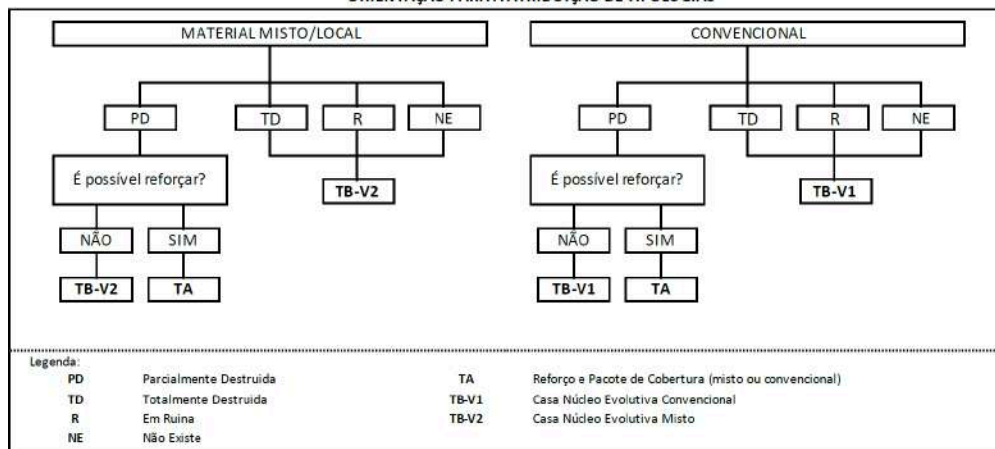 MATERIAL MISTO/LOCAL
PD
TD
R
NE
É possível reforçar?
TB-V2
NÃO
SIM
TB-V2
TA
CONVENCIONAL
PD
TD
R
NE
É possível reforçar?
TB-V1
NÃO
SIM
TB-V1
TA
Legenda:
PD Parcialmente Destruida
TD Totalmente Destruida
R Em Ruina
NE Não Existe
TA Reforço e Pacote de Cobertura (misto ou convencional)
TB-V1 Casa Núcleo Evolutiva Convencional
TB-V2 Casa Núcleo Evolutiva Misto